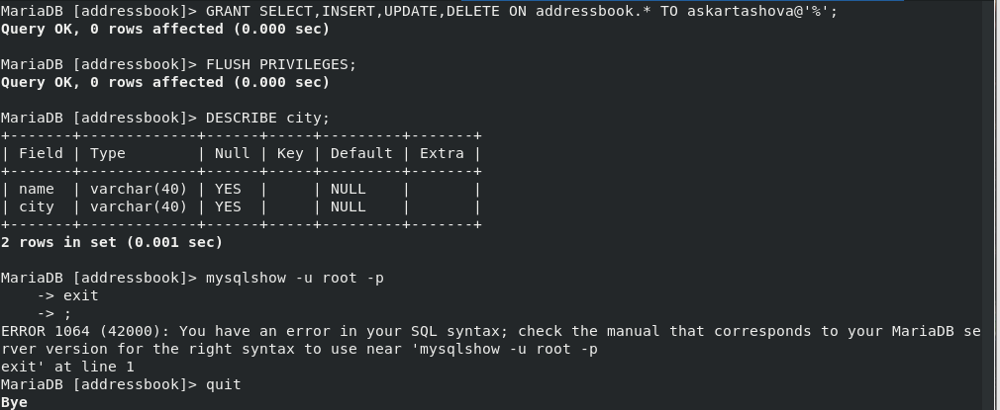 MariaDB [addressbook]> GRANT SELECT,INSERT,UPDATE,DELETE ON addressbook.* TO askartashova@'%';
Query OK, 0 rows affected (0.000 sec)
MariaDB [addressbook]> FLUSH PRIVILEGES;
Query OK, 0 rows affected (0.000 sec)
MariaDB [addressbook]> DESCRIBE city;
+-------+-------------+------+-----+---------+-------+
| Field | Type        | Null | Key | Default | Extra |
+-------+-------------+------+-----+---------+-------+
| name  | varchar(40) | YES  |     | NULL    |       |
| city  | varchar(40) | YES  |     | NULL    |       |
+-------+-------------+------+-----+---------+-------+
2 rows in set (0.001 sec)
MariaDB [addressbook]> mysqlshow -u root -p
    -> exit
    -> ;
ERROR 1064 (42000): You have an error in your SQL syntax; check the manual that corresponds to your MariaDB se
rver version for the right syntax to use near 'mysqlshow -u root -p
exit' at line 1
MariaDB [addressbook]> quit
Bye